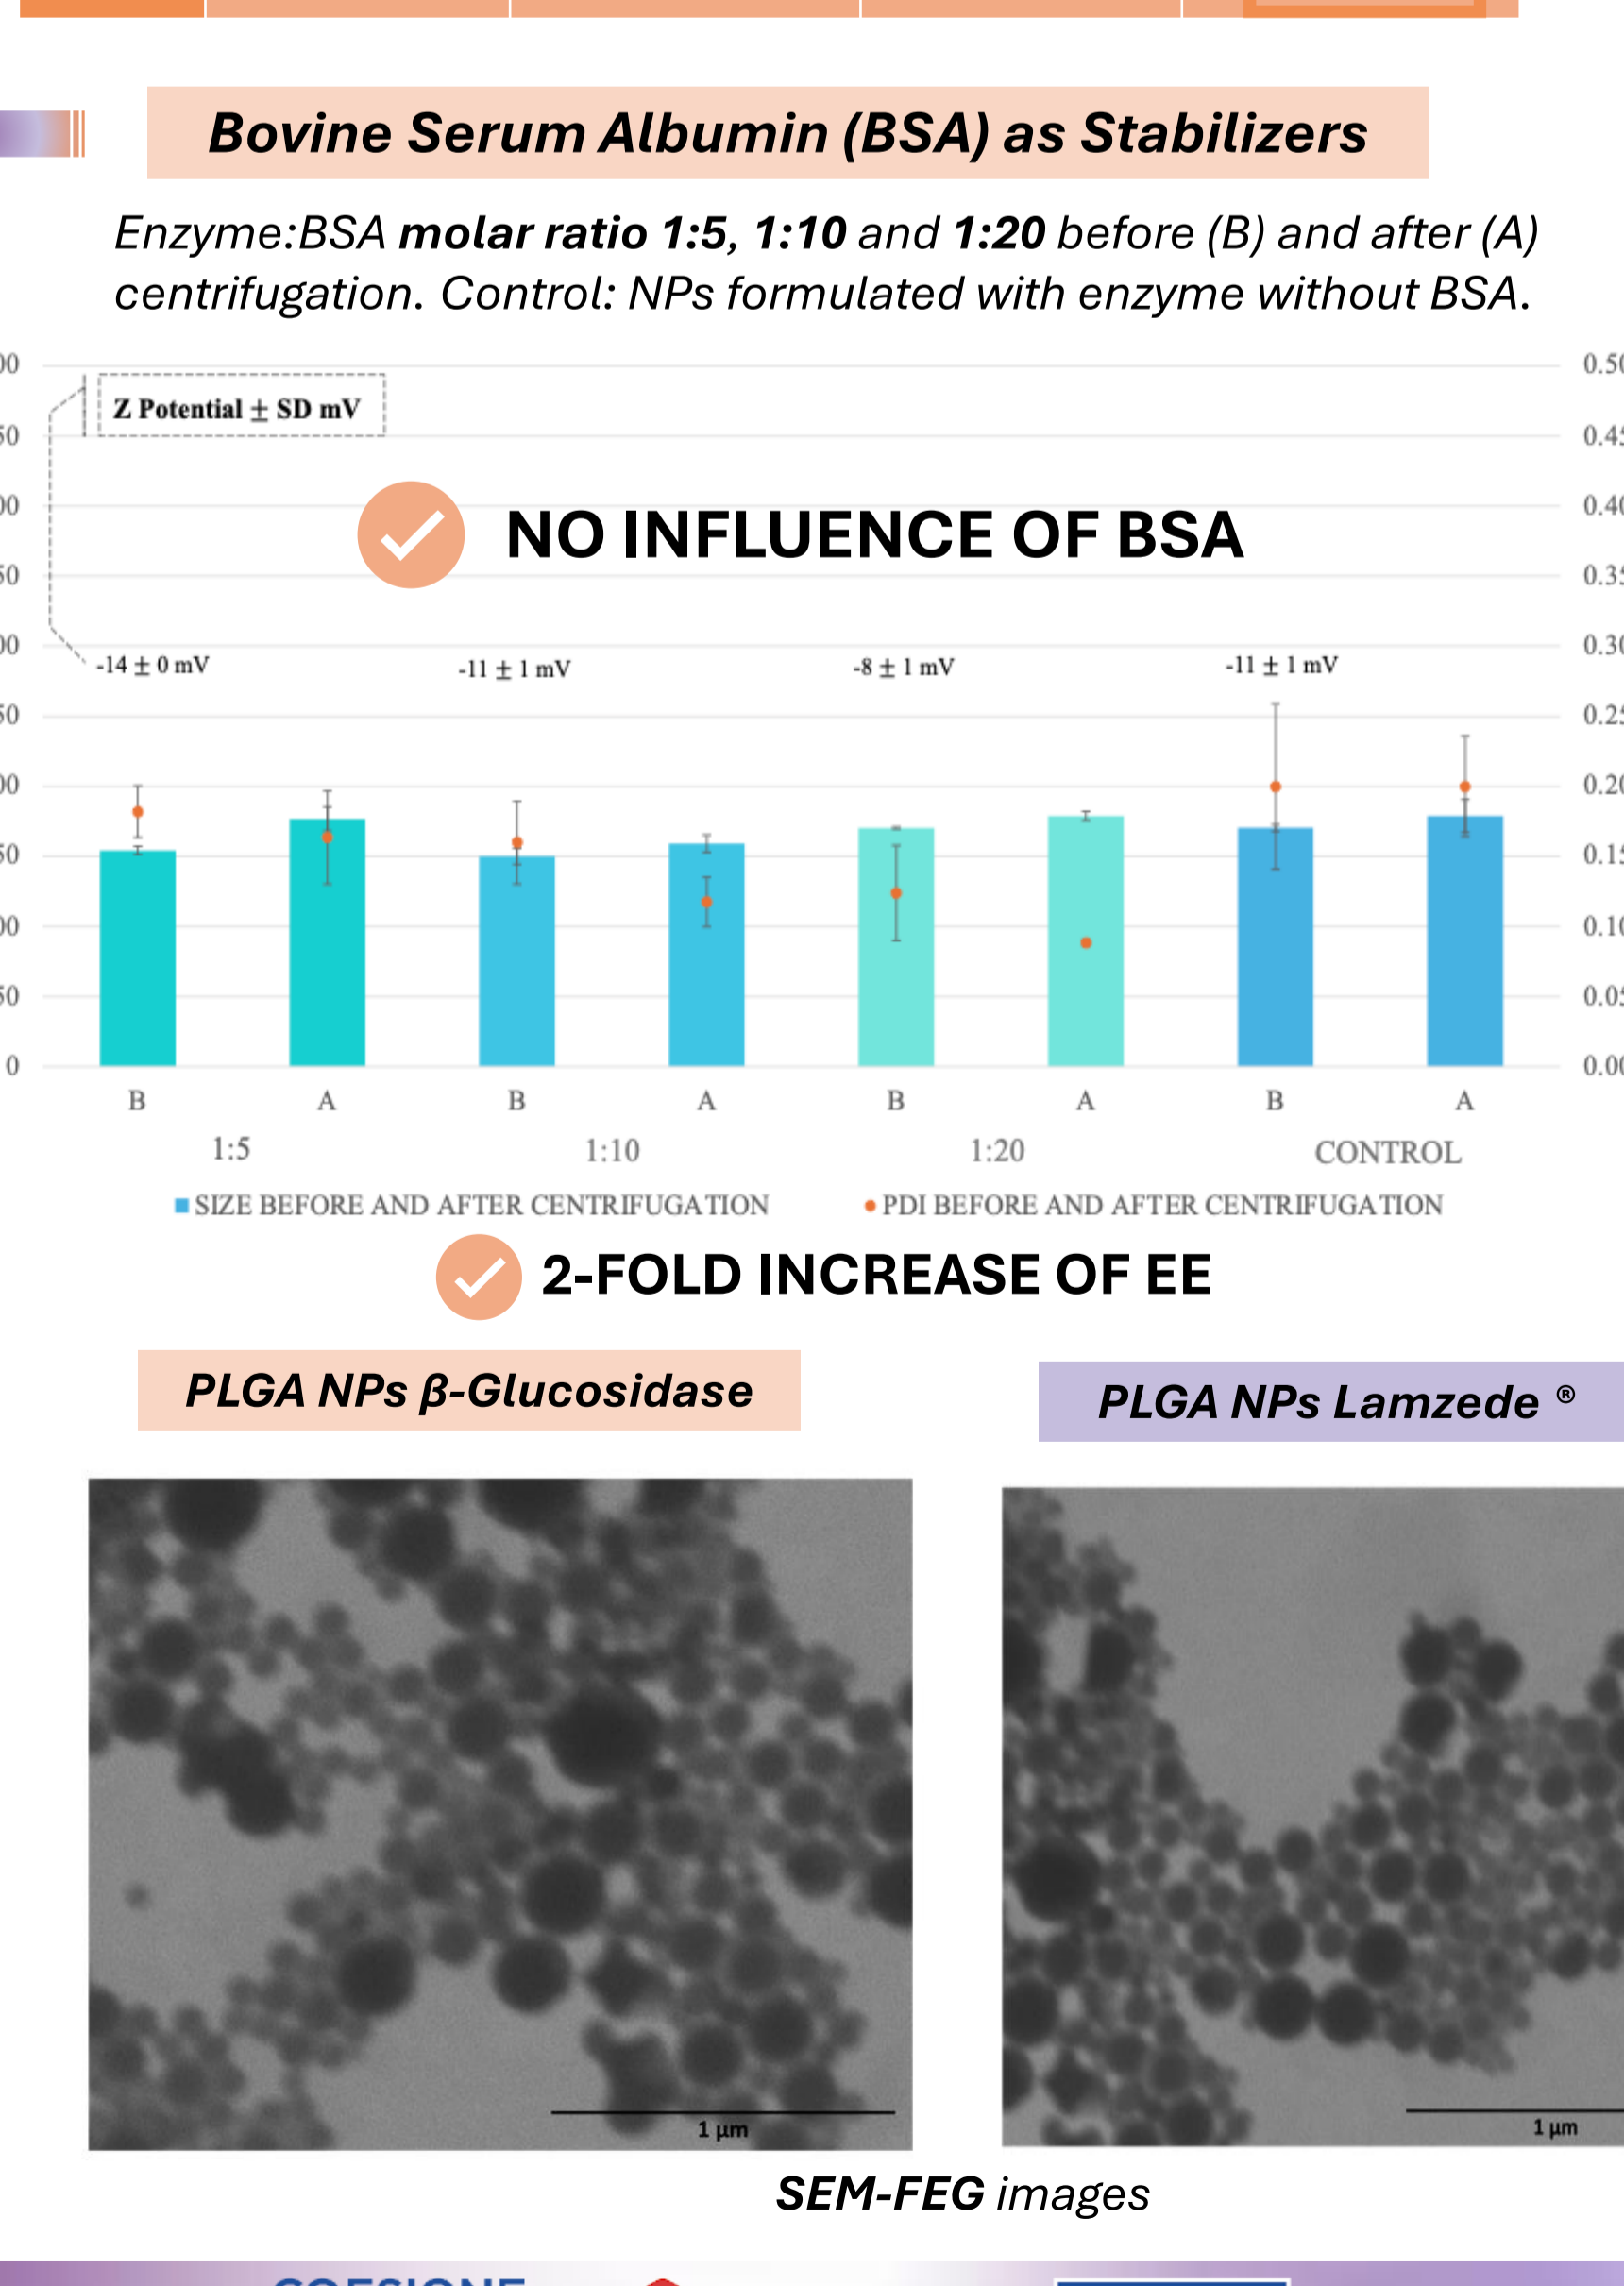 Bovine Serum Albumin (BSA) as Stabilizers
Enzyme:BSA molar ratio 1:5, 1:10 and 1:20 before (B) and after (A)
centrifugation. Control: NPs formulated with enzyme without BSA.
Z Potential ± SD mV
NO INFLUENCE OF BSA
-14 ± 0 mV
-11 ± 1 mV
-8 ± 1 mV
-11 ± 1 mV
0
B A B A B A B A
1:5 1:10 1:20 CONTROL
SIZE BEFORE AND AFTER CENTRIFUGATION
PDI BEFORE AND AFTER CENTRIFUGATION
2-FOLD INCREASE OF EE
PLGA NPs β-Glucosidase
PLGA NPs Lamzede ®
1 µm
1 µm
SEM-FEG images